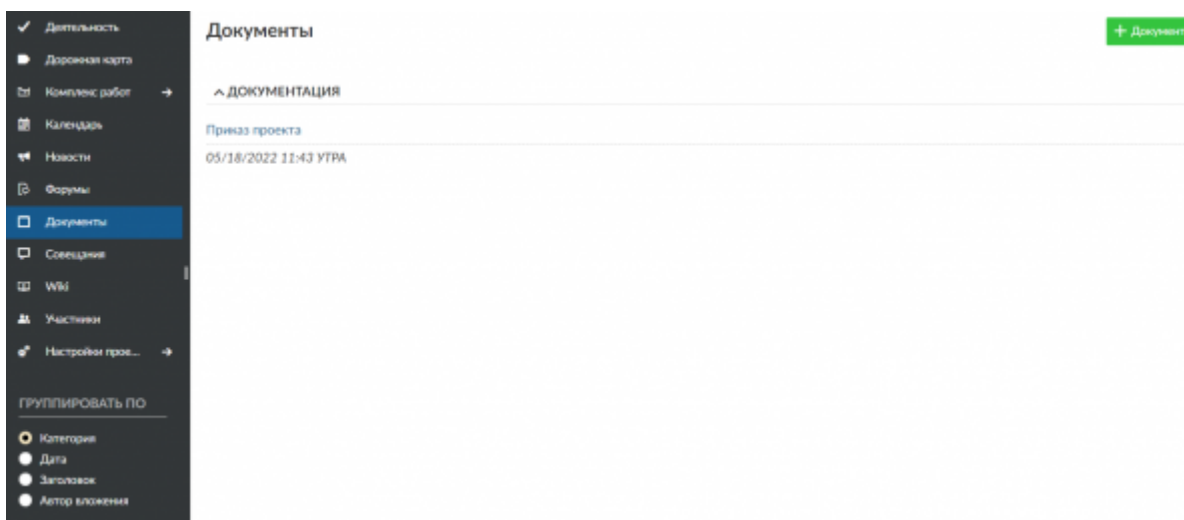 Деятельность
Дорожная карта
Комплекс работ
Календарь
Новости
Форумы
Документы
Совещания
Wiki
Участники
Настройки прое...
ГРУППИРОВАТЬ ПО
Категория
Дата
Заголовок
Автор вложения
Документы
+ Документ
ДОКУМЕНТАЦИЯ
Приказ проекта
05/18/2022 11:43 УТРА